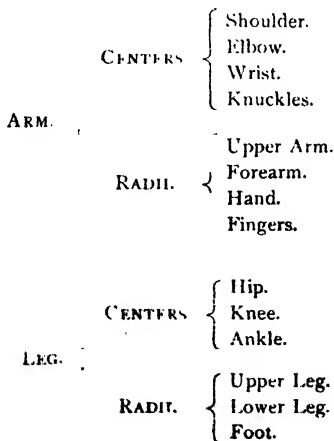 Shoulder.
Elbow.
CENTERS
Wrist.
Knuckles.
ARM.
Upper Arm.
RADII.
Forearm.
Hand.
Fingers.
Hip.
CENTERS
Knee.
Ankle.
LEG.
Upper Leg.
RADII.
Lower Leg.
Foot.